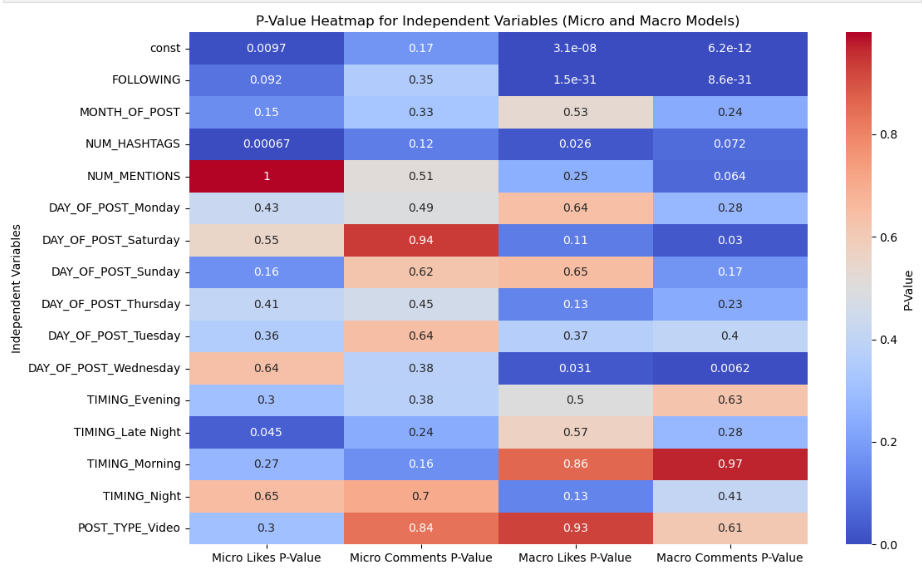 P-Value Heatmap for Independent Variables (Micro and Macro Models)
const 0.0097 0.17 3.1e-08 6.2e-12
FOLLOWING 0.092 0.35 1.5e-31 8.6e-31
MONTH_OF_POST 0.15 0.33 0.53 0.24
NUM_HASHTAGS 0.00067 0.12 0.026 0.072
NUM_MENTIONS 1 0.51 0.25 0.064
DAY_OF_POST_Monday 0.43 0.49 0.64 0.28
DAY_OF_POST_Saturday 0.55 0.94 0.11 0.03
DAY_OF_POST_Sunday 0.16 0.62 0.65 0.17
DAY_OF_POST_Thursday 0.41 0.45 0.13 0.23
DAY_OF_POST_Tuesday 0.36 0.64 0.37 0.4
DAY_OF_POST_Wednesday 0.64 0.38 0.031 0.0062
TIMING_Evening 0.3 0.38 0.5 0.63
TIMING_Late Night 0.045 0.24 0.57 0.28
TIMING_Morning 0.27 0.16 0.86 0.97
TIMING_Night 0.65 0.7 0.13 0.41
POST_TYPE_Video 0.3 0.84 0.93 0.61
Micro Likes P-Value Micro Comments P-Value Macro Likes P-Value Macro Comments P-Value
Independent Variables
0.8
0.6
0.4
0.2
0.0
P-Value